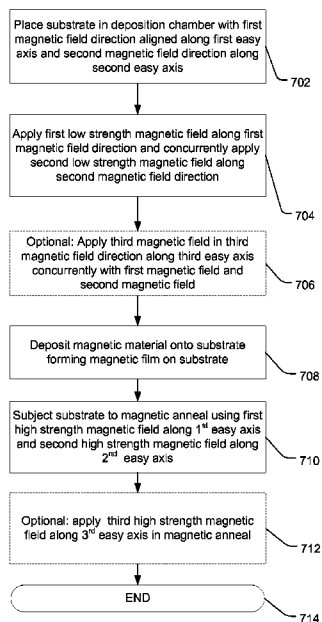 Place substrate in deposition chamber with first
magnetic field direction aligned along first easy
axis and second magnetic field direction along
second easy axis
702
Apply first low strength magnetic field along first
magnetic field direction and concurrently apply
second low strength magnetic field along
second magnetic field direction
704
Optional: Apply third magnetic field in third
magnetic field direction along third easy axis
concurrently with first magnetic field and
second magnetic field
706
Deposit magnetic material onto substrate
forming magnetic film on substrate
708
Subject substrate to magnetic anneal using first
high strength magnetic field along 1st easy axis
and second high strength magnetic field along
2nd easy axis
710
Optional: apply third high strength magnetic
field along 3rd easy axis in magnetic anneal
712
END
714